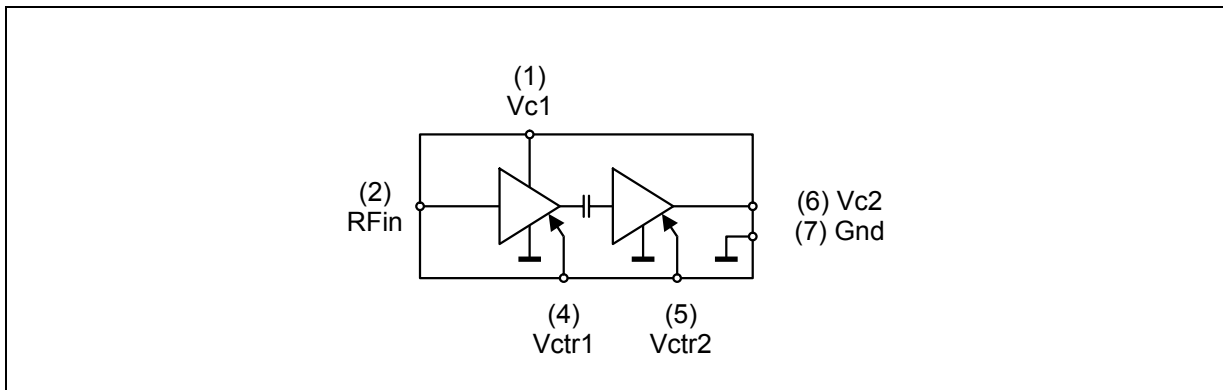 (1)
Vc1
(2)
RFin
(6) Vc2
(7) Gnd
(4)
Vctr1
(5)
Vctr2